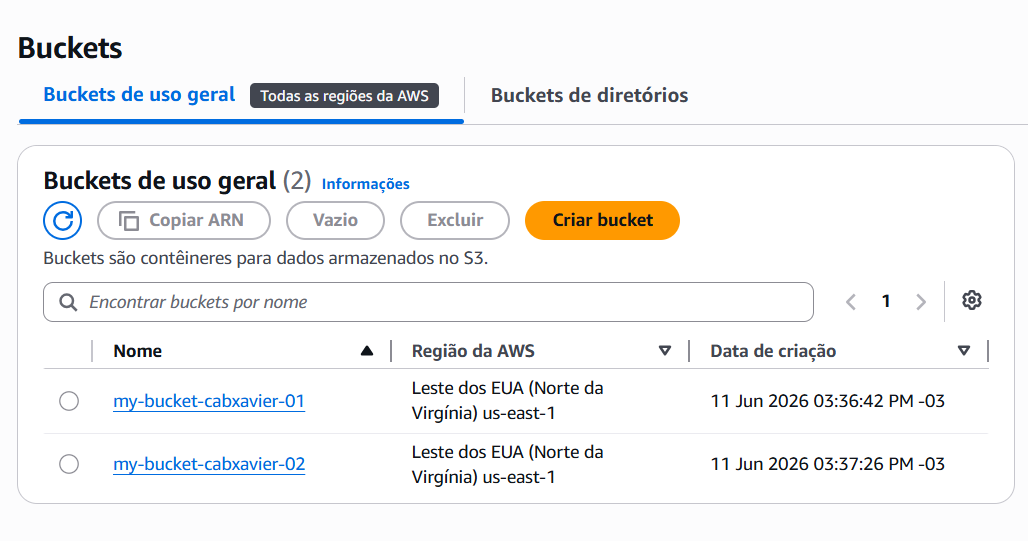 Buckets
Buckets de uso geral Todas as regiões da AWS Buckets de diretórios
Buckets de uso geral (2) Informações
Copiar ARN Vazio Excluir Criar bucket
Buckets são contêineres para dados armazenados no S3.
Encontrar buckets por nome 1
Nome Região da AWS Data de criação
my-bucket-cabxavier-01 Leste dos EUA (Norte da Virgínia) us-east-1 11 Jun 2026 03:36:42 PM -03
my-bucket-cabxavier-02 Leste dos EUA (Norte da Virgínia) us-east-1 11 Jun 2026 03:37:26 PM -03